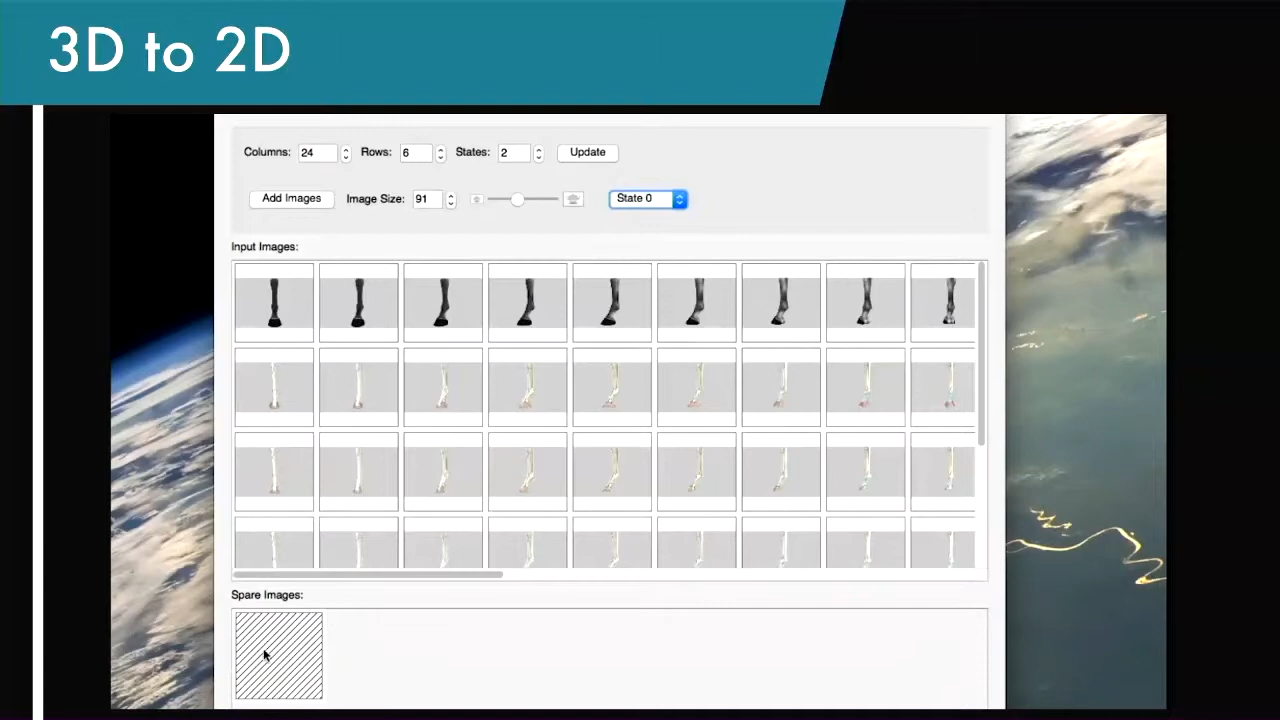 3D to 2D
Columns: 24 Rows: 6 States: 2 Update
Add Images Image Size: 91 State 0
Input Images:
Spare Images: